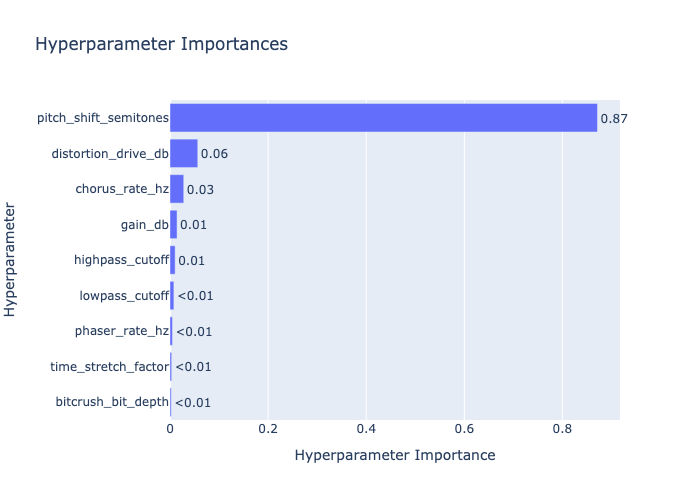 Hyperparameter Importances
Hyperparameter
pitch_shift_semitones 0.87
distortion_drive_db 0.06
chorus_rate_hz 0.03
gain_db 0.01
highpass_cutoff 0.01
lowpass_cutoff <0.01
phaser_rate_hz <0.01
time_stretch_factor <0.01
bitcrush_bit_depth <0.01
0 0.2 0.4 0.6 0.8
Hyperparameter Importance